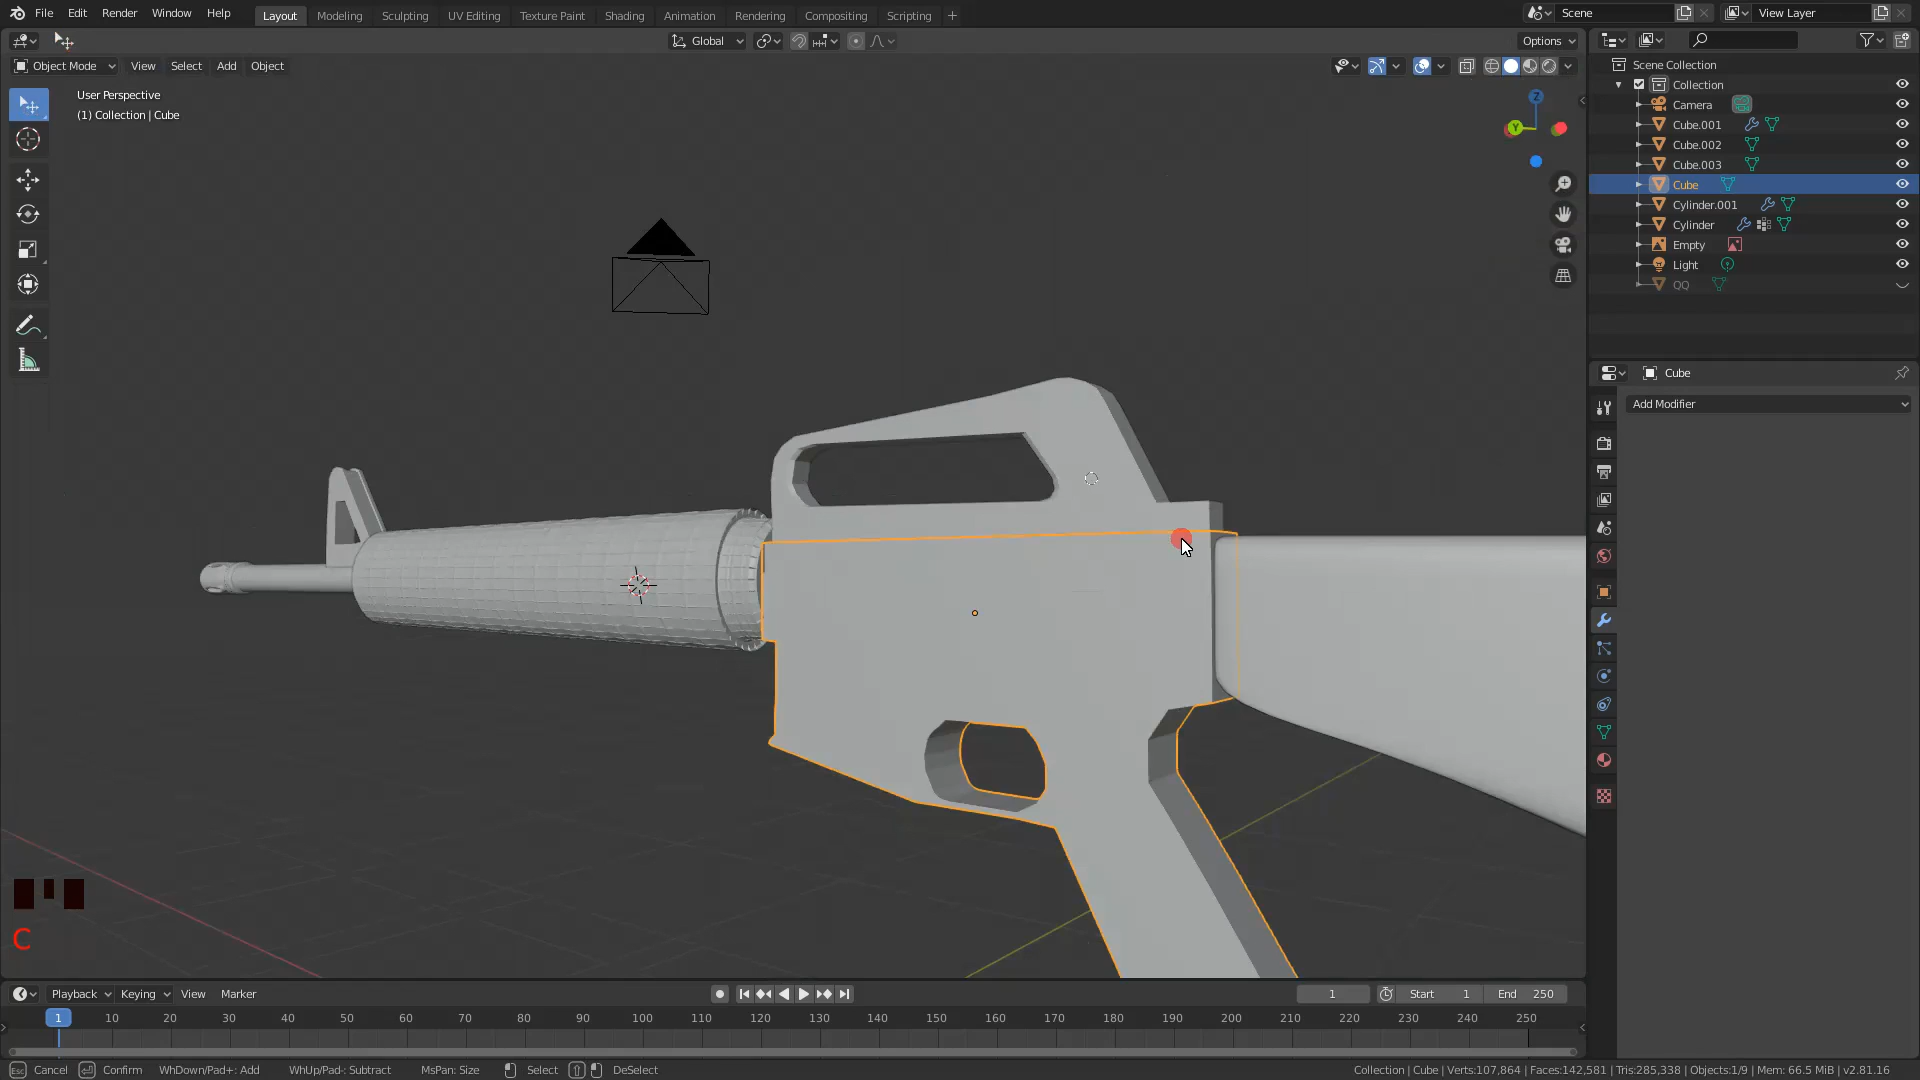 File Edit Render Window Help Layout Modeling Sculpting UV Editing Texture Paint Shading Animation Rendering Compositing Scripting + Scene View Layer
Global Options
Object Mode View Select Add Object
Scene Collection
User Perspective
(1) Collection | Cube
Collection
Camera
Cube.001
Cube.002
Cube.003
Cube
Cylinder.001
Cylinder
Empty
Light
QQ
Z
Y
Cube
Add Modifier
C
Playback Keying View Marker 1 Start 1 End 250
1 10 20 30 40 50 60 70 80 90 100 110 120 130 140 150 160 170 180 190 200 210 220 230 240 250
Esc Cancel Confirm WhDown/Pad+: Add WhUp/Pad-: Subtract MsPan: Size Select DeSelect Collection | Cube | Verts:107,864 | Faces:142,581 | Tris:285,338 | Objects:1/9 | Mem: 66.5 MiB | v2.81.16